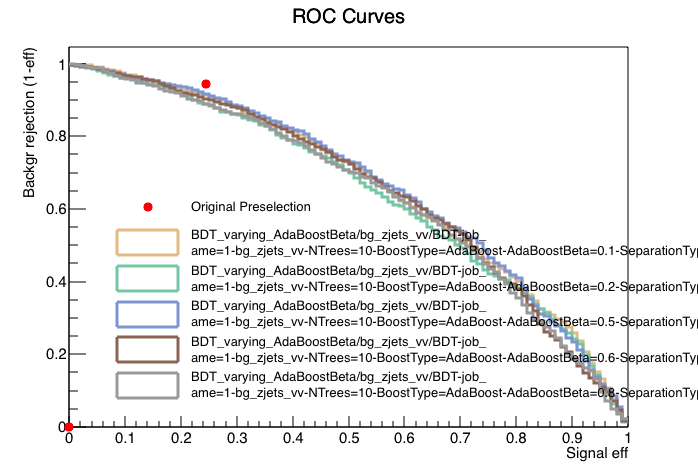 ROC Curves
Backgr rejection (1-eff)
1
0.8
0.6
0.4
0.2
0
Original Preselection
BDT_varying_AdaBoostBeta/bg_zjets_vv/BDT-job_
ame=1-bg_zjets_vv-NTrees=10-BoostType=AdaBoost-AdaBoostBeta=0.1-SeparationTyp
BDT_varying_AdaBoostBeta/bg_zjets_vv/BDT-job_
ame=1-bg_zjets_vv-NTrees=10-BoostType=AdaBoost-AdaBoostBeta=0.2-SeparationTyp
BDT_varying_AdaBoostBeta/bg_zjets_vv/BDT-job_
ame=1-bg_zjets_vv-NTrees=10-BoostType=AdaBoost-AdaBoostBeta=0.5-SeparationTyp
BDT_varying_AdaBoostBeta/bg_zjets_vv/BDT-job_
ame=1-bg_zjets_vv-NTrees=10-BoostType=AdaBoost-AdaBoostBeta=0.6-SeparationTyp
BDT_varying_AdaBoostBeta/bg_zjets_vv/BDT-job_
ame=1-bg_zjets_vv-NTrees=10-BoostType=AdaBoost-AdaBoostBeta=0.8-SeparationTyp
0 0.1 0.2 0.3 0.4 0.5 0.6 0.7 0.8 0.9 1
Signal eff